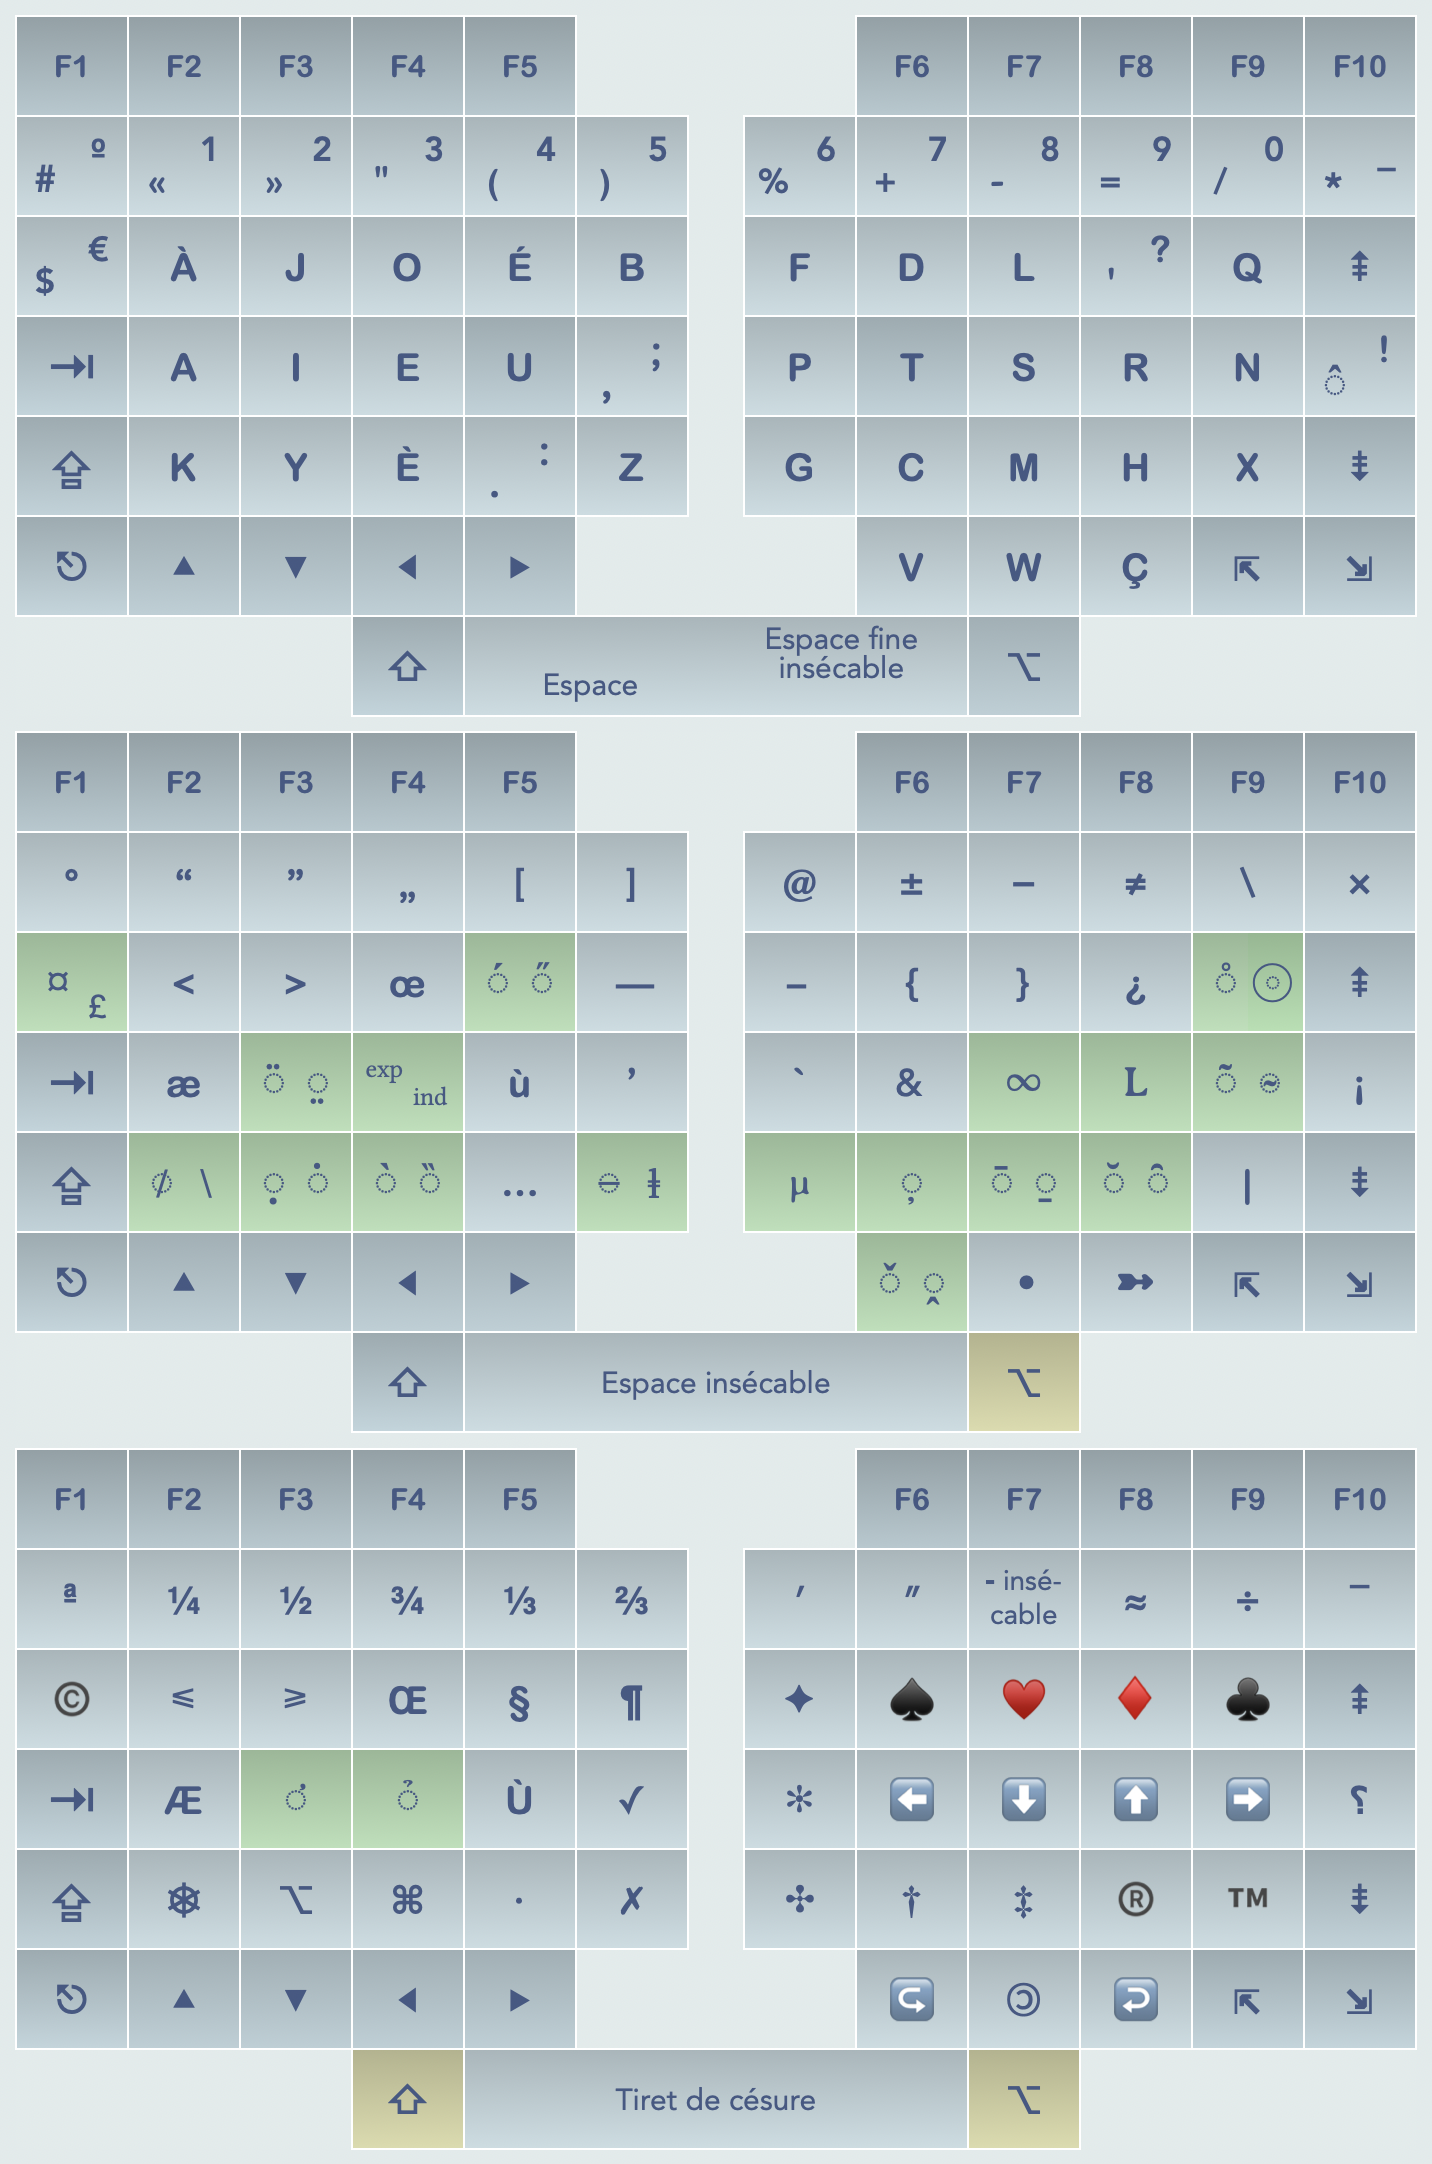 F1 F2 F3 F4 F5 F6 F7 F8 F9 F10
# º « 1 » 2 " 3 ( 4 ) 5 % 6 + 7 - 8 = 9 / 0 * ¯
$ € À J O É B F D L ' ? Q ⇞
⇥ A I E U , ; P T S R N ◌̂ !
⇪ K Y È . : Z G C M H X ⇟
⎋ ▲ ▼ ◀ ▶ V W Ç ⇱ ⇲
⇧ Espace Espace fine
insécable ⌥
F1 F2 F3 F4 F5 F6 F7 F8 F9 F10
° “ ” „ [ ] @ ± − ≠ \ ×
¤ £ < > œ ◌́ ◌̋ — – { } ¿ ◌̊ ◌⃝ ⇞
⇥ æ ◌̈ ◌̤ exp ind ù ’ ` & ∞ L ◌̃ ◌̴ ¡
⇪ ◌̸ \ ◌̣ ◌̇ ◌̀ ◌̏ … ◌̵ ƚ µ ◌̦ ◌̄ ◌̱ ◌̆ ◌̑ | ⇟
⎋ ▲ ▼ ◀ ▶ ◌̌ ◌̭ • ➳ ⇱ ⇲
⇧ Espace insécable ⌥
F1 F2 F3 F4 F5 F6 F7 F8 F9 F10
ª ¼ ½ ¾ ⅓ ⅔ ′ ″ - insé-
cable ≈ ÷ ¯
© ⩽ ⩾ Œ § ¶ ✦ ♠️ ♥️ ♦️ ♣️ ⇞
⇥ Æ ◌̛ ◌̉ Ù ✓ ✻ ⬅️ ⬇️ ⬆️ ➡️ ⸮
⇪ ⎈ ⌥ ⌘ · ✗ ✣ † ‡ ® ™ ⇟
⎋ ▲ ▼ ◀ ▶ ↪️ 🄯 ↩️ ⇱ ⇲
⇧ Tiret de césure ⌥